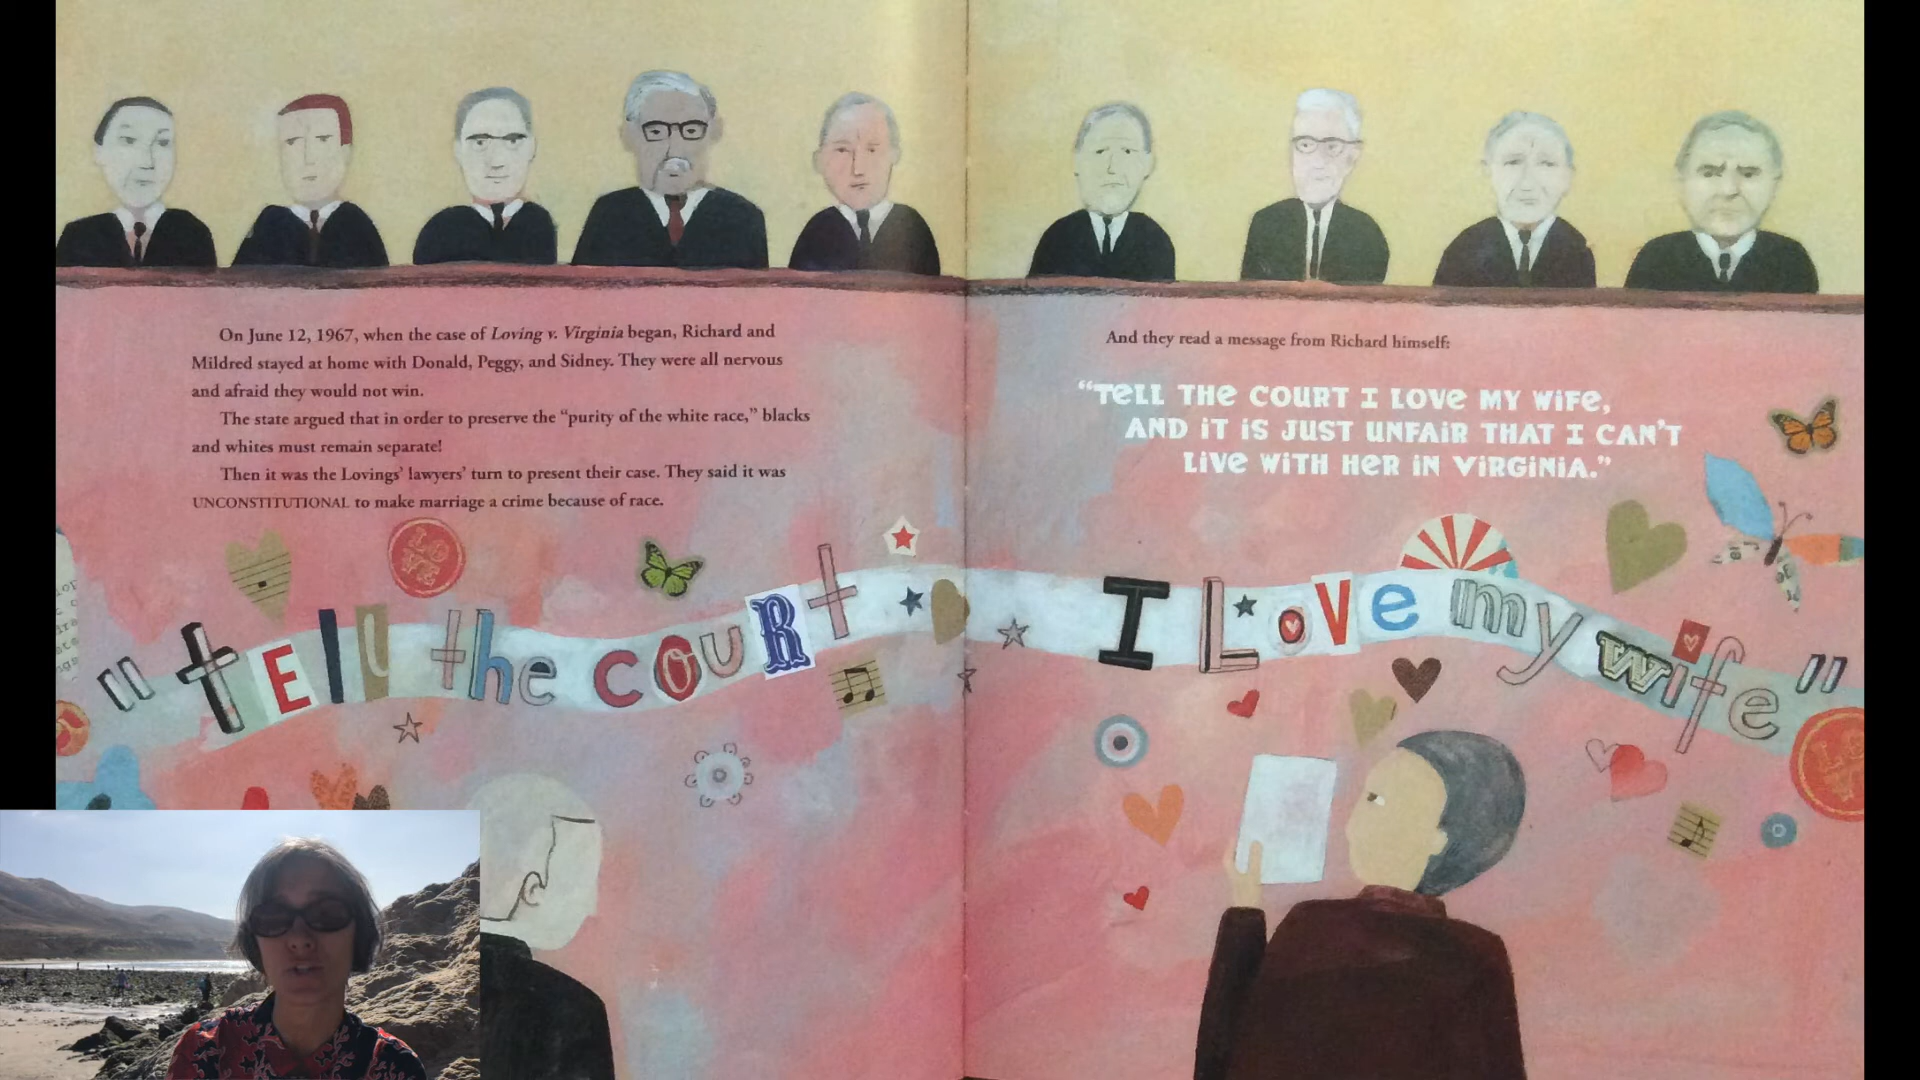 On June 12, 1967, when the case of Loving v. Virginia began, Richard and
Mildred stayed at home with Donald, Peggy, and Sidney. They were all nervous
and afraid they would not win.
The state argued that in order to preserve the “purity of the white race,” blacks
and whites must remain separate!
Then it was the Lovings’ lawyers’ turn to present their case. They said it was
UNCONSTITUTIONAL to make marriage a crime because of race.
And they read a message from Richard himself:
“TELL THE COURT I LOVE MY WIFE,
AND IT IS JUST UNFAIR THAT I CAN’T
LIVE WITH HER IN VIRGINIA.”
LO
VE
"tEll the couRt I LoVe my wife"
LO
VE